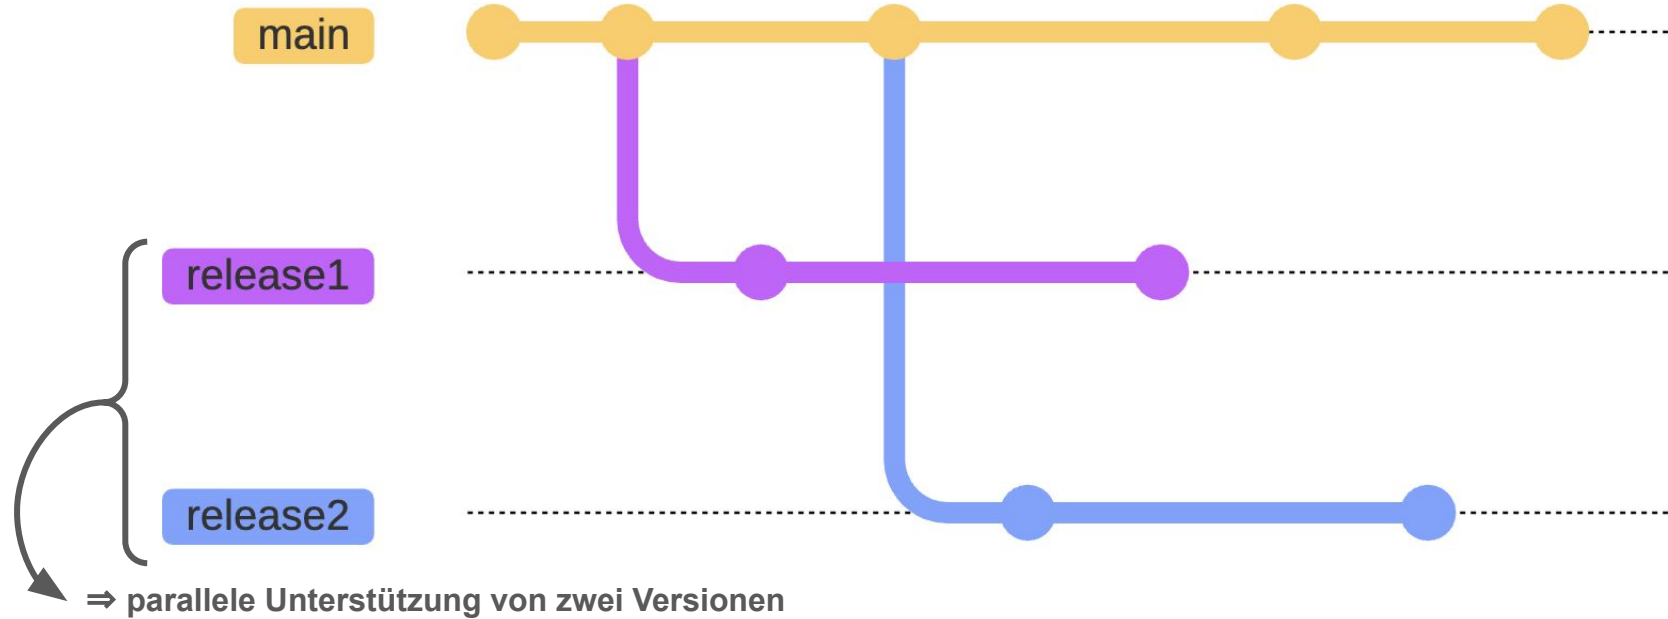 main
release1
release2
⇒ parallele Unterstützung von zwei Versionen